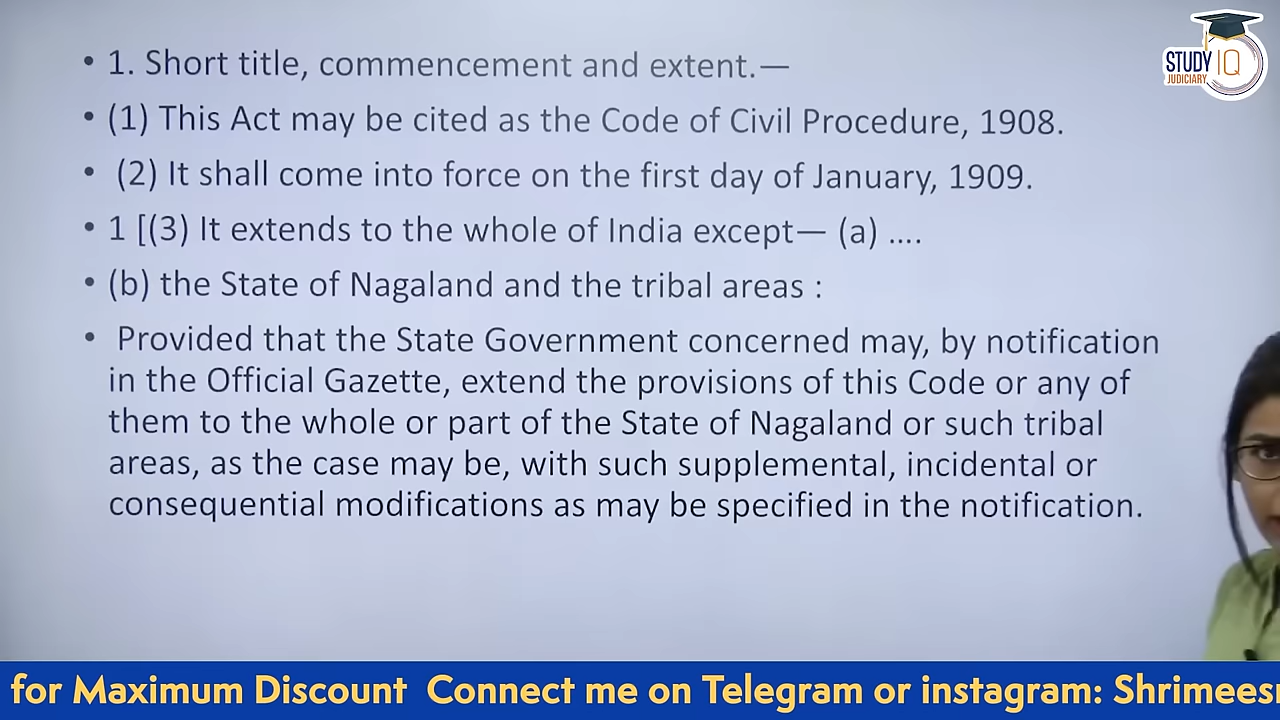 STUDY IQ
JUDICIARY
• 1. Short title, commencement and extent.—
• (1) This Act may be cited as the Code of Civil Procedure, 1908.
• (2) It shall come into force on the first day of January, 1909.
• 1 [(3) It extends to the whole of India except— (a) ....
• (b) the State of Nagaland and the tribal areas :
• Provided that the State Government concerned may, by notification
in the Official Gazette, extend the provisions of this Code or any of
them to the whole or part of the State of Nagaland or such tribal
areas, as the case may be, with such supplemental, incidental or
consequential modifications as may be specified in the notification.
for Maximum Discount Connect me on Telegram or instagram: